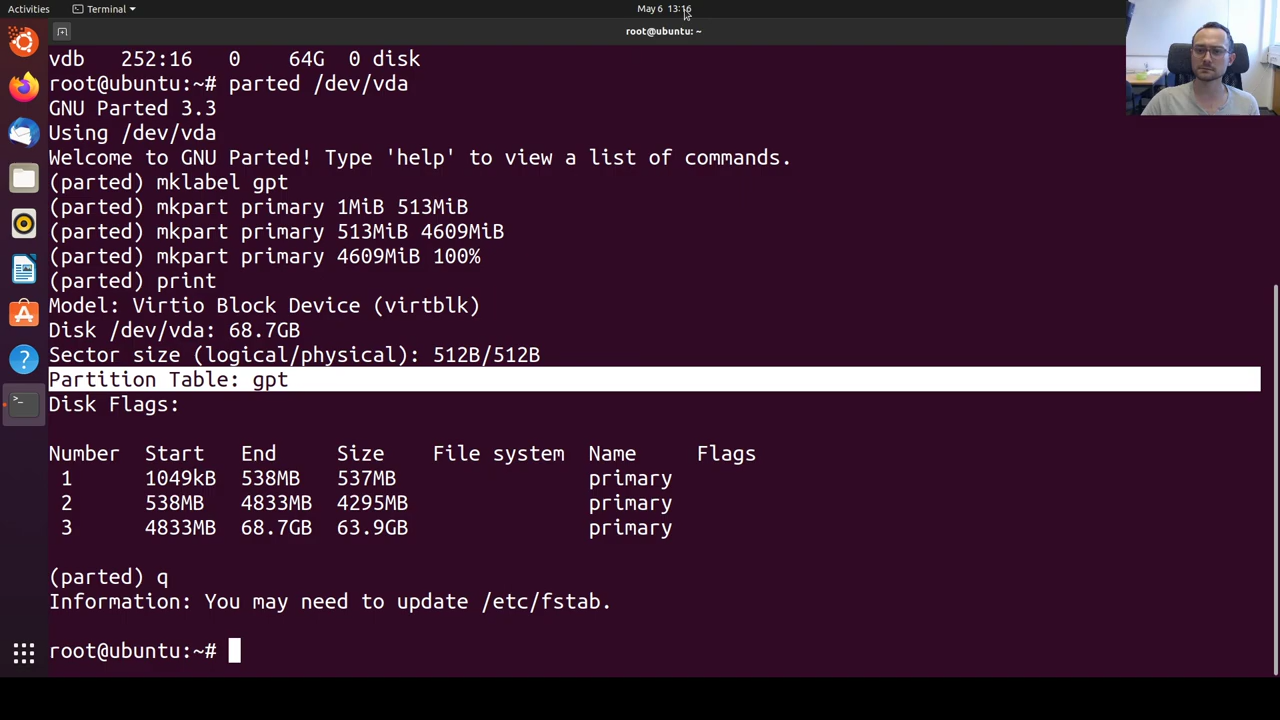 Activities Terminal May 6 13:16
root@ubuntu: ~
vdb 252:16 0 64G 0 disk
root@ubuntu:~# parted /dev/vda
GNU Parted 3.3
Using /dev/vda
Welcome to GNU Parted! Type 'help' to view a list of commands.
(parted) mklabel gpt
(parted) mkpart primary 1MiB 513MiB
(parted) mkpart primary 513MiB 4609MiB
(parted) mkpart primary 4609MiB 100%
(parted) print
Model: Virtio Block Device (virtblk)
Disk /dev/vda: 68.7GB
Sector size (logical/physical): 512B/512B
Partition Table: gpt
Disk Flags:
Number Start End Size File system Name Flags
1 1049kB 538MB 537MB primary
2 538MB 4833MB 4295MB primary
3 4833MB 68.7GB 63.9GB primary
(parted) q
Information: You may need to update /etc/fstab.
root@ubuntu:~#